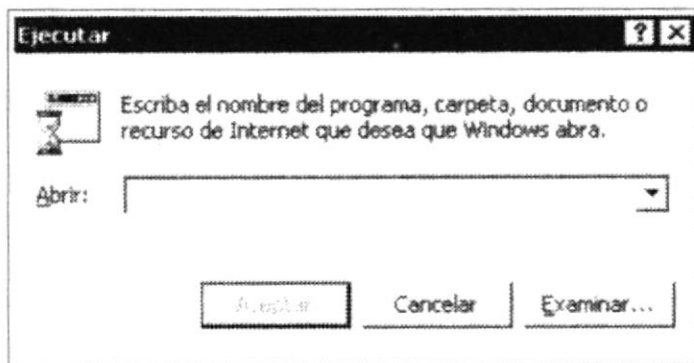 Ejecutar
Escriba el nombre del programa, carpeta, documento o
recurso de Internet que desea que Windows abra.
Abrir:
Aceptar
Cancelar
Examinar...